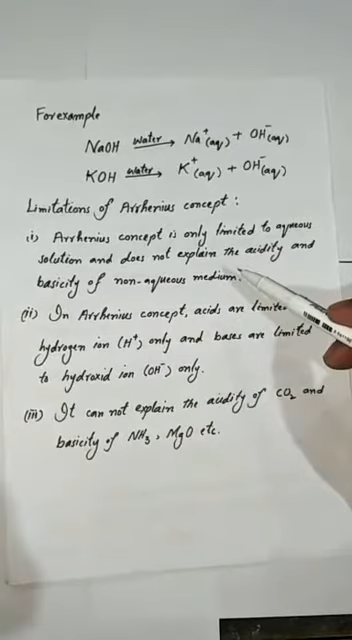 For example
NaOH water → Na⁺(aq) + OH⁻(aq)
KOH water → K⁺(aq) + OH⁻(aq)
Limitations of Arrhenius concept :
(i) Arrhenius concept is only limited to aqueous
solution and does not explain the acidity and
basicity of non-aqueous medium.
(ii) In Arrhenius concept, acids are limite
hydrogen ion (H⁺) only and bases are limited
to hydroxid ion (OH⁻) only.
(iii) It can not explain the acidity of CO₂ and
basicity of NH₃, MgO etc.